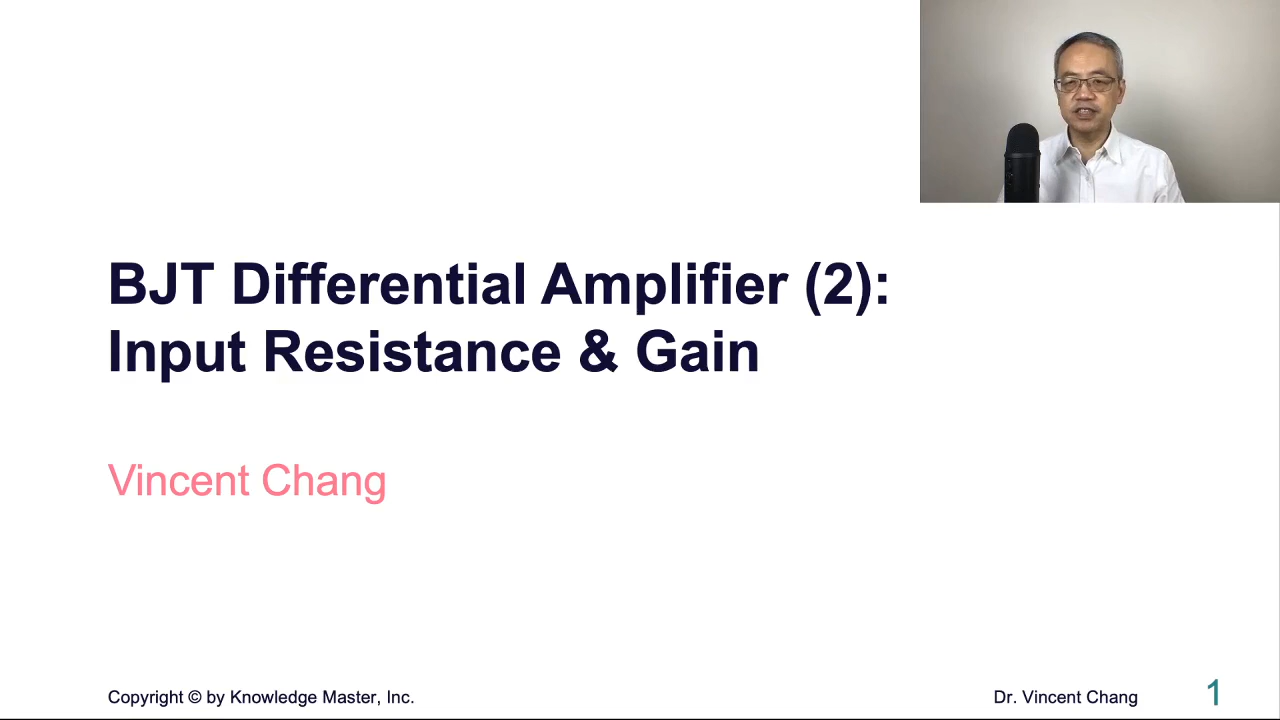 BJT Differential Amplifier (2):
Input Resistance & Gain
Vincent Chang
Copyright © by Knowledge Master, Inc.
Dr. Vincent Chang
1